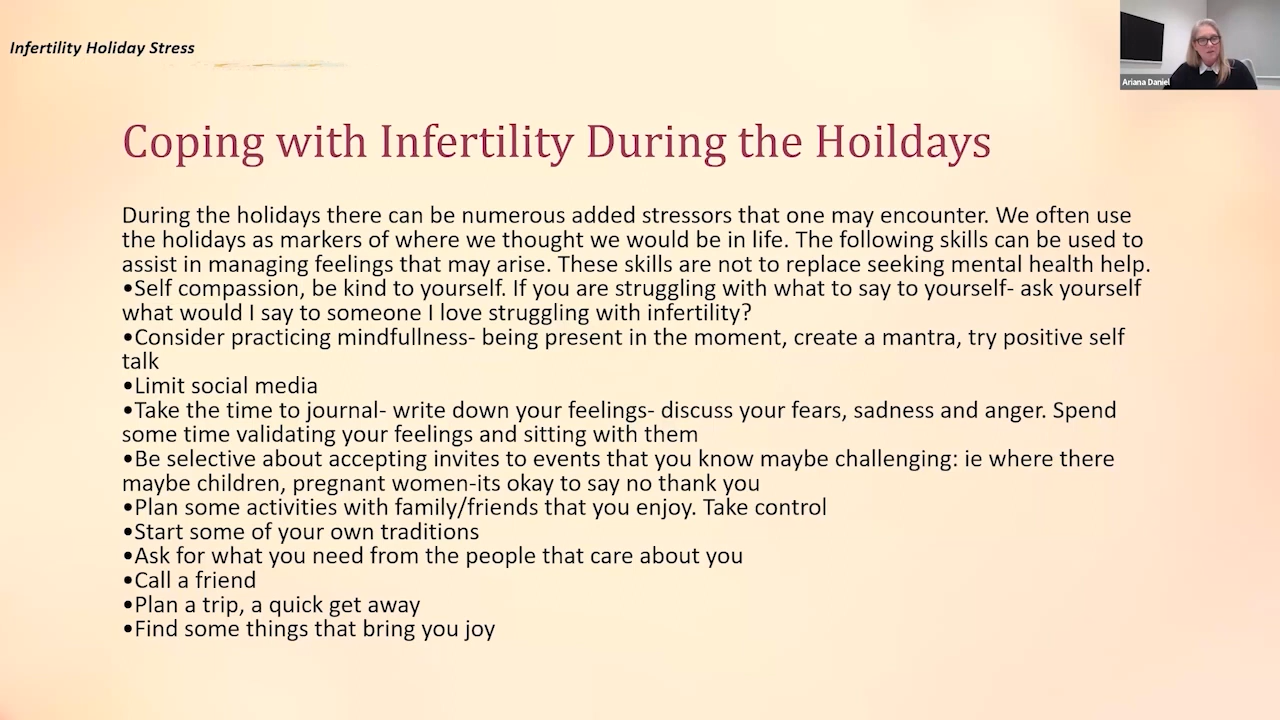 Infertility Holiday Stress
Ariana Daniel
Coping with Infertility During the Hoildays
During the holidays there can be numerous added stressors that one may encounter. We often use
the holidays as markers of where we thought we would be in life. The following skills can be used to
assist in managing feelings that may arise. These skills are not to replace seeking mental health help.
•Self compassion, be kind to yourself. If you are struggling with what to say to yourself- ask yourself
what would I say to someone I love struggling with infertility?
•Consider practicing mindfullness- being present in the moment, create a mantra, try positive self
talk
•Limit social media
•Take the time to journal- write down your feelings- discuss your fears, sadness and anger. Spend
some time validating your feelings and sitting with them
•Be selective about accepting invites to events that you know maybe challenging: ie where there
maybe children, pregnant women-its okay to say no thank you
•Plan some activities with family/friends that you enjoy. Take control
•Start some of your own traditions
•Ask for what you need from the people that care about you
•Call a friend
•Plan a trip, a quick get away
•Find some things that bring you joy